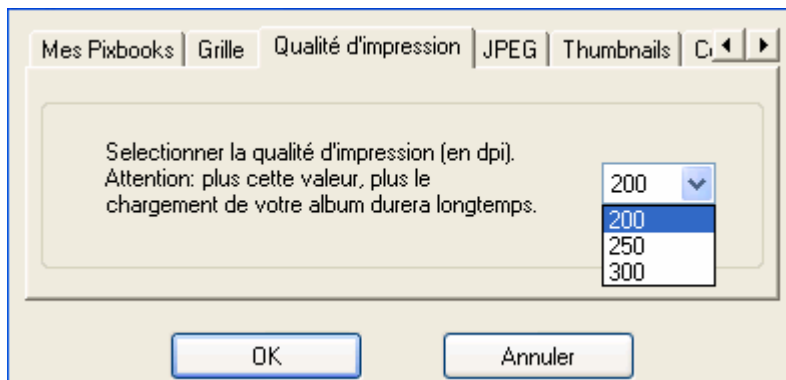 Mes Pixbooks Grille Qualité d'impression JPEG Thumbnails
Selectionner la qualité d'impression (en dpi).
Attention: plus cette valeur, plus le
chargement de votre album durera longtemps.
200
200
250
300
OK Annuler